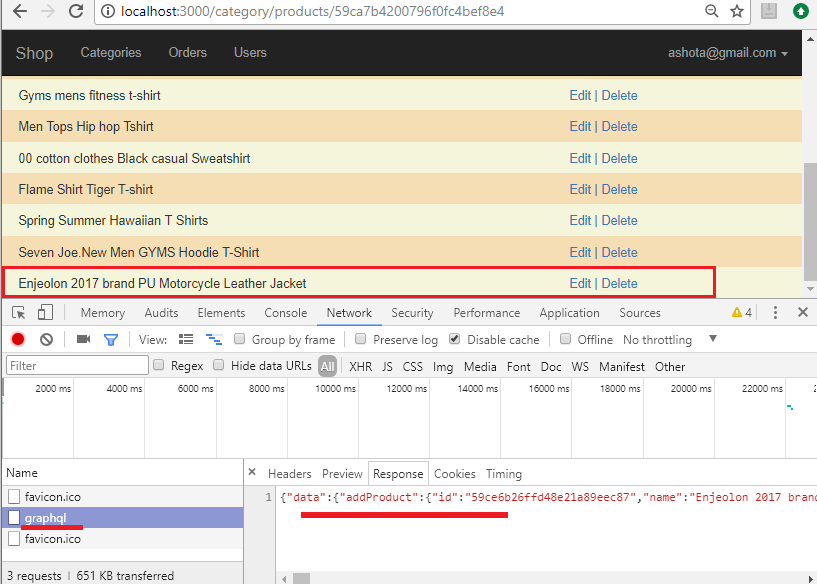 localhost:3000/category/products/59ca7b4200796f0fc4bef8e4
Shop Categories Orders Users ashota@gmail.com
Gyms mens fitness t-shirt Edit | Delete
Men Tops Hip hop Tshirt Edit | Delete
00 cotton clothes Black casual Sweatshirt Edit | Delete
Flame Shirt Tiger T-shirt Edit | Delete
Spring Summer Hawaiian T Shirts Edit | Delete
Seven Joe.New Men GYMS Hoodie T-Shirt Edit | Delete
Enjeolon 2017 brand PU Motorcycle Leather Jacket Edit | Delete
Memory Audits Elements Console Network Security Performance Application Sources 4
View: Group by frame Preserve log Disable cache Offline No throttling
Filter Regex Hide data URLs All XHR JS CSS Img Media Font Doc WS Manifest Other
2000 ms 4000 ms 6000 ms 8000 ms 10000 ms 12000 ms 14000 ms 16000 ms 18000 ms 20000 ms 22000 ms 2
Name Headers Preview Response Cookies Timing
favicon.ico 1 {"data":{"addProduct":{"id":"59ce6b26ffd48e21a89eec87","name":"Enjeolon 2017 brand
graphql
favicon.ico
3 requests | 651 KB transferred